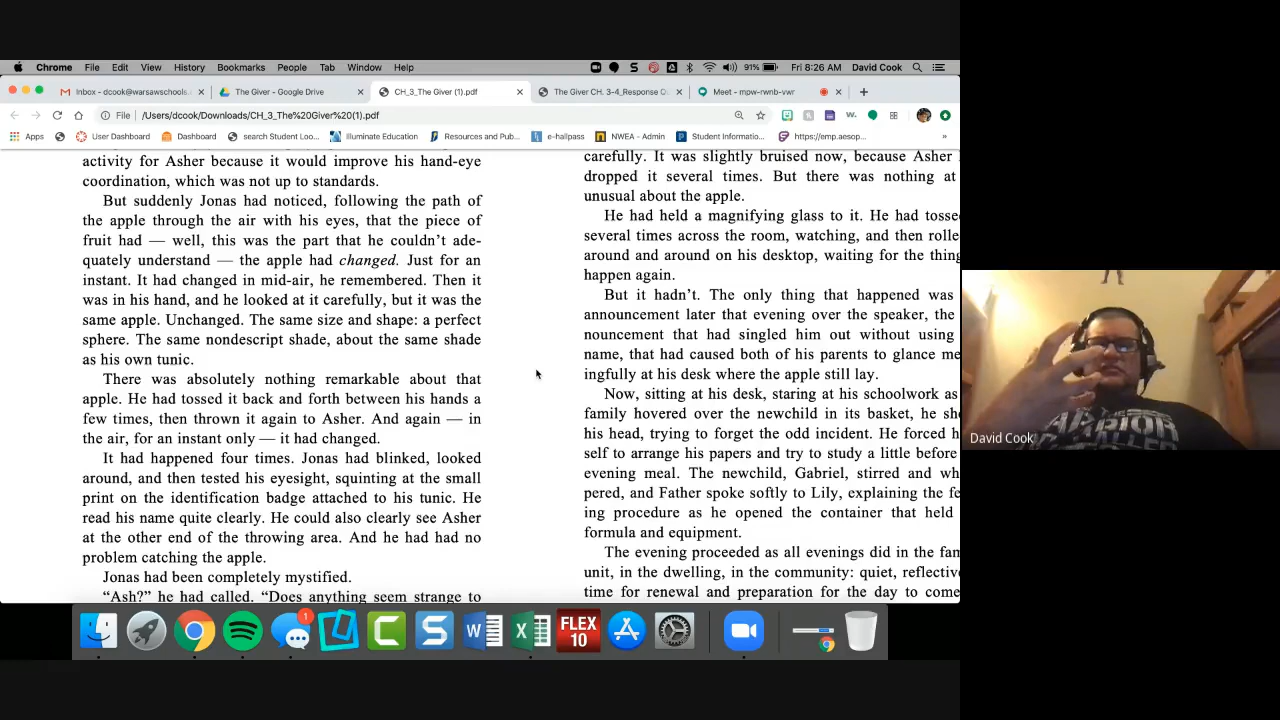 Chrome File Edit View History Bookmarks People Tab Window Help
91% Fri 8:26 AM David Cook
Inbox - dcook@warsawschools.
The Giver - Google Drive
CH_3_The Giver (1).pdf
The Giver CH. 3-4_Response Q
Meet - mpw-rwnb-vwr
/Users/dcook/Downloads/CH_3_The%20Giver%20(1).pdf
Apps User Dashboard Dashboard search Student Loo... Illuminate Education Resources and Pub... e-hallpass NWEA - Admin Student Informatio... https://emp.aesop...
activity for Asher because it would improve his hand-eye
coordination, which was not up to standards.
But suddenly Jonas had noticed, following the path of
the apple through the air with his eyes, that the piece of
fruit had — well, this was the part that he couldn't ade-
quately understand — the apple had changed. Just for an
instant. It had changed in mid-air, he remembered. Then it
was in his hand, and he looked at it carefully, but it was the
same apple. Unchanged. The same size and shape: a perfect
sphere. The same nondescript shade, about the same shade
as his own tunic.
There was absolutely nothing remarkable about that
apple. He had tossed it back and forth between his hands a
few times, then thrown it again to Asher. And again — in
the air, for an instant only — it had changed.
It had happened four times. Jonas had blinked, looked
around, and then tested his eyesight, squinting at the small
print on the identification badge attached to his tunic. He
read his name quite clearly. He could also clearly see Asher
at the other end of the throwing area. And he had had no
problem catching the apple.
Jonas had been completely mystified.
"Ash?" he had called. "Does anything seem strange to
carefully. It was slightly bruised now, because Asher
dropped it several times. But there was nothing at
unusual about the apple.
He had held a magnifying glass to it. He had tosse
several times across the room, watching, and then rolle
around and around on his desktop, waiting for the thing
happen again.
But it hadn't. The only thing that happened was
announcement later that evening over the speaker, the
nouncement that had singled him out without using
name, that had caused both of his parents to glance me
ingfully at his desk where the apple still lay.
Now, sitting at his desk, staring at his schoolwork as
family hovered over the newchild in its basket, he sho
his head, trying to forget the odd incident. He forced h
self to arrange his papers and try to study a little before
evening meal. The newchild, Gabriel, stirred and wh
pered, and Father spoke softly to Lily, explaining the fe
ing procedure as he opened the container that held
formula and equipment.
The evening proceeded as all evenings did in the fam
unit, in the dwelling, in the community: quiet, reflectiv
time for renewal and preparation for the day to come
1
FLEX
10
David Cook